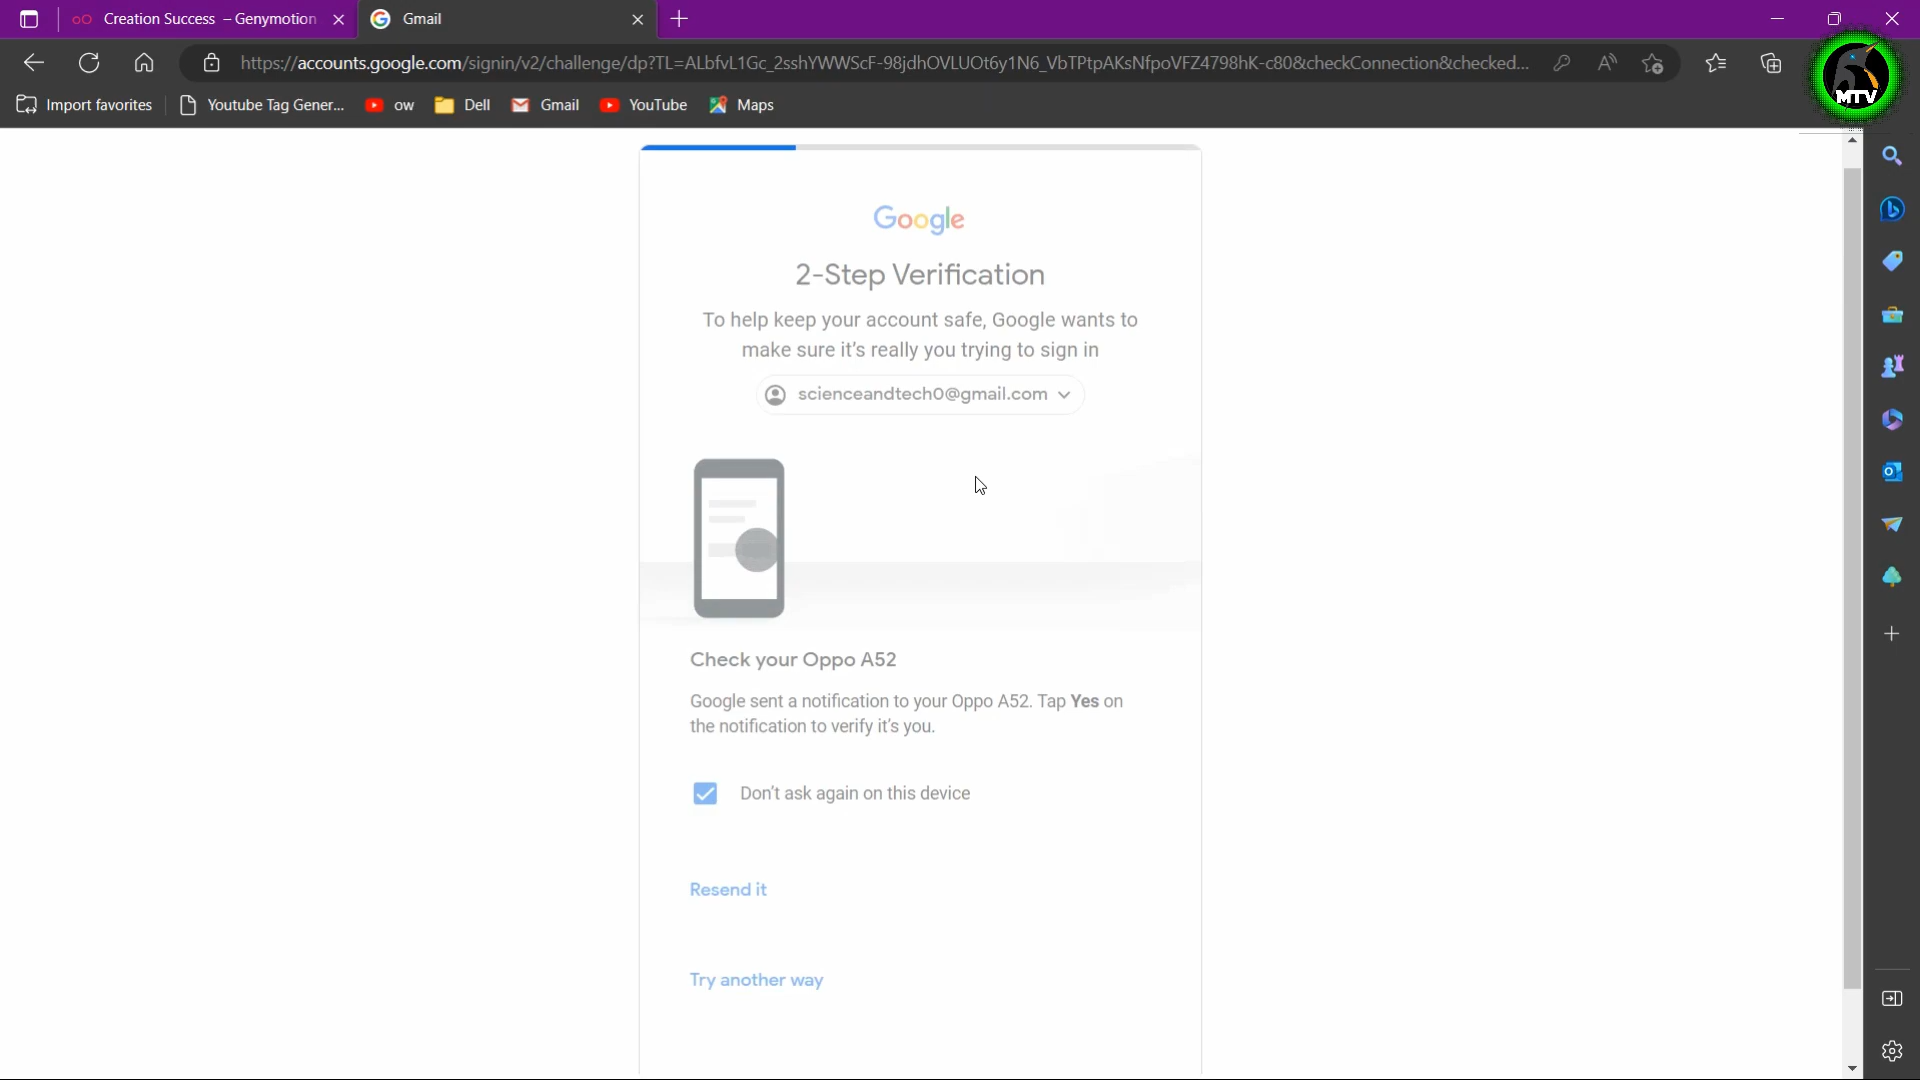 Creation Success – Genymotion
Gmail
https://accounts.google.com/signin/v2/challenge/dp?TL=ALbfvL1Gc_2sshYWWScF-98jdhOVLUOt6y1N6_VbTPtpAKsNfpoVFZ4798hK-c80&checkConnection&checked...
MTV
Import favorites
Youtube Tag Gener...
ow
Dell
Gmail
YouTube
Maps
Google
2-Step Verification
To help keep your account safe, Google wants to
make sure it's really you trying to sign in
scienceandtech0@gmail.com
Check your Oppo A52
Google sent a notification to your Oppo A52. Tap Yes on
the notification to verify it's you.
Don't ask again on this device
Resend it
Try another way